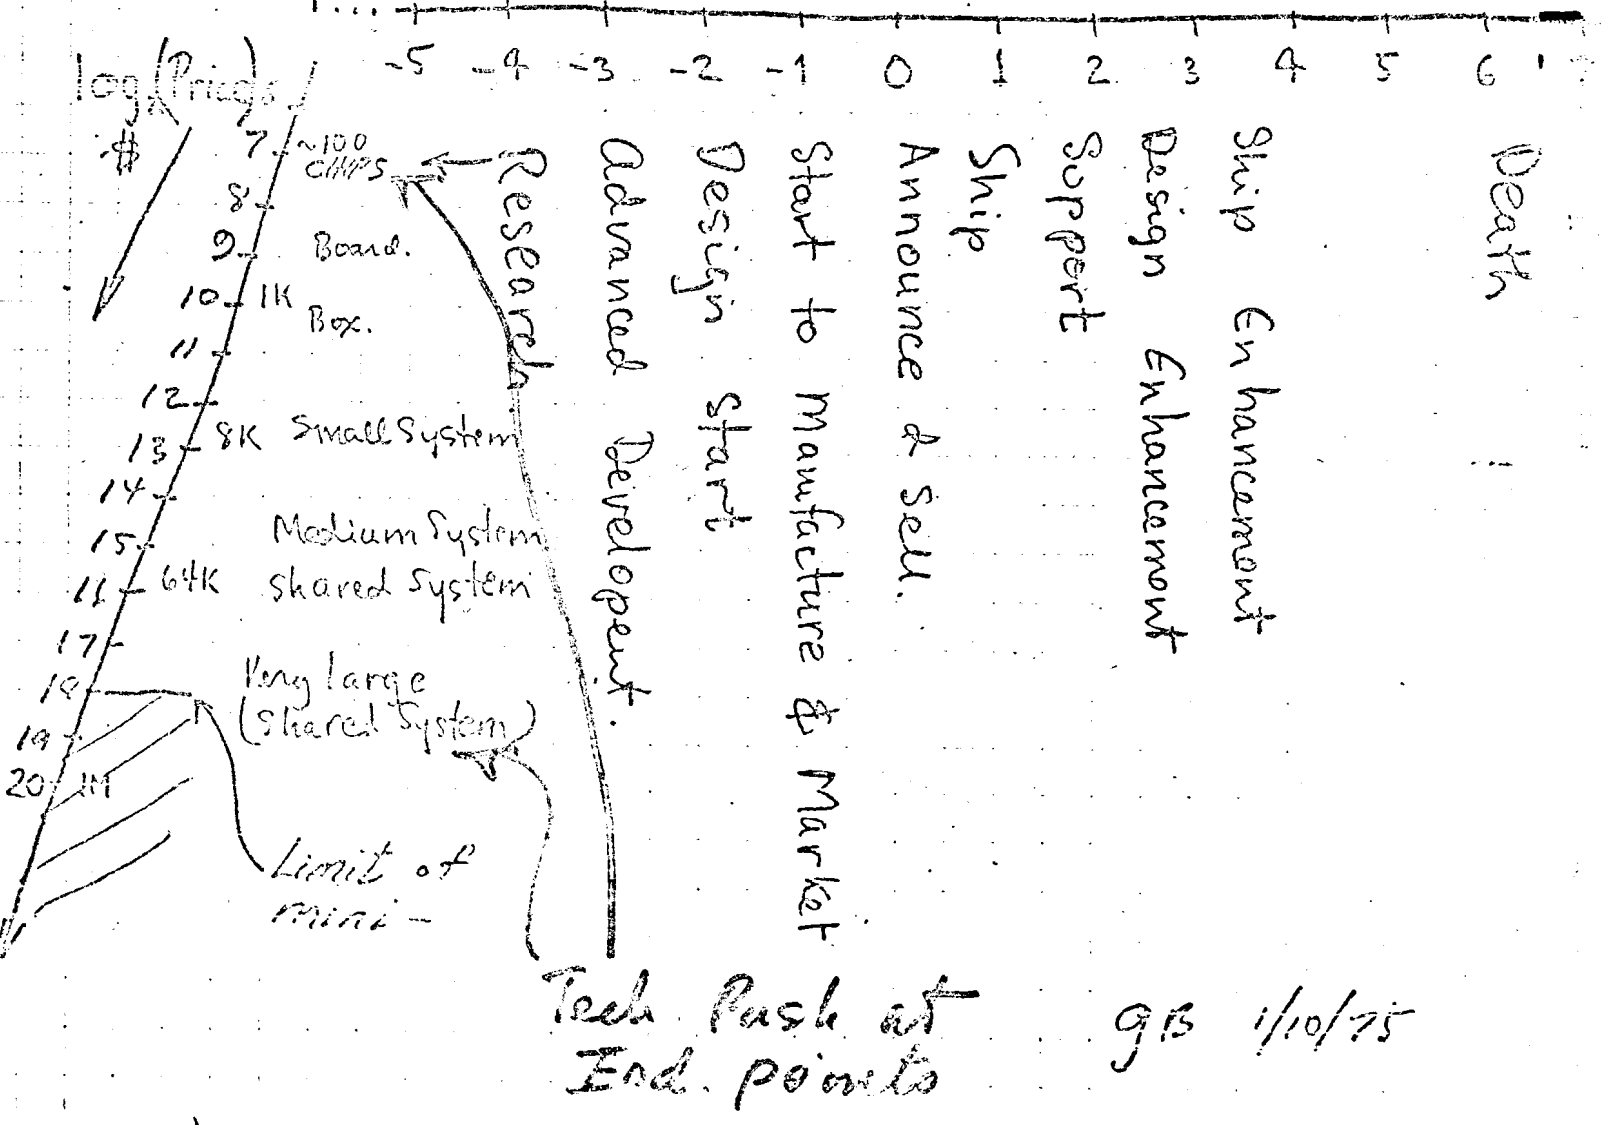 -5 -4 -3 -2 -1 0 1 2 3 4 5 6
log (Price)
$
7 ~100
CHIPS
8
9 Board.
10 1K Box.
11
12
13 8K Small System
14
15 Medium System
11 64K Shared System
17
18 Very large
19 (Shared System)
20 1M
Limit of
mini-
Research
Advanced Developent.
Design Start
Start to Manufacture & Market
Announce & Sell.
Ship
Support
Design Enhancement
Ship Enhancement
Death
Tech Push at
End. points
GB 1/10/75